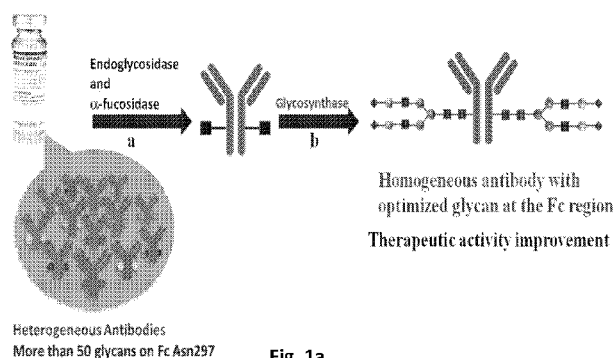 Endoglycosidase
and
α-fucosidase
a
Glycosynthase
b
Homogeneous antibody with
optimized glycan at the Fc region
Therapeutic activity improvement
Heterogeneous Antibodies
More than 50 glycans on Fc Asn297
Fig. 1a